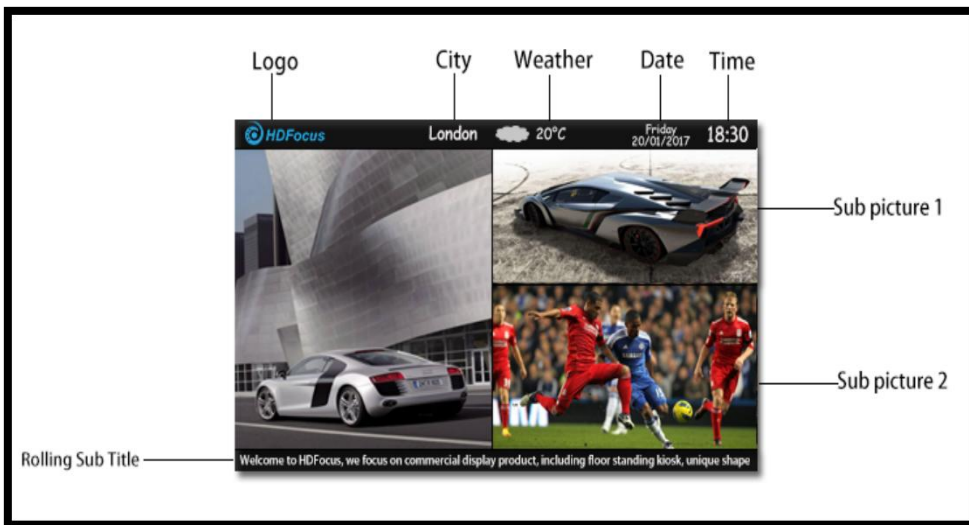 Logo
City
Weather
Date
Time
HDFocus
London
20°C
Friday
20/01/2017
18:30
Sub picture 1
SAMSUNG
Sub picture 2
Rolling Sub Title
Welcome to HDFocus, we focus on commercial display product, including floor standing kiosk, unique shape